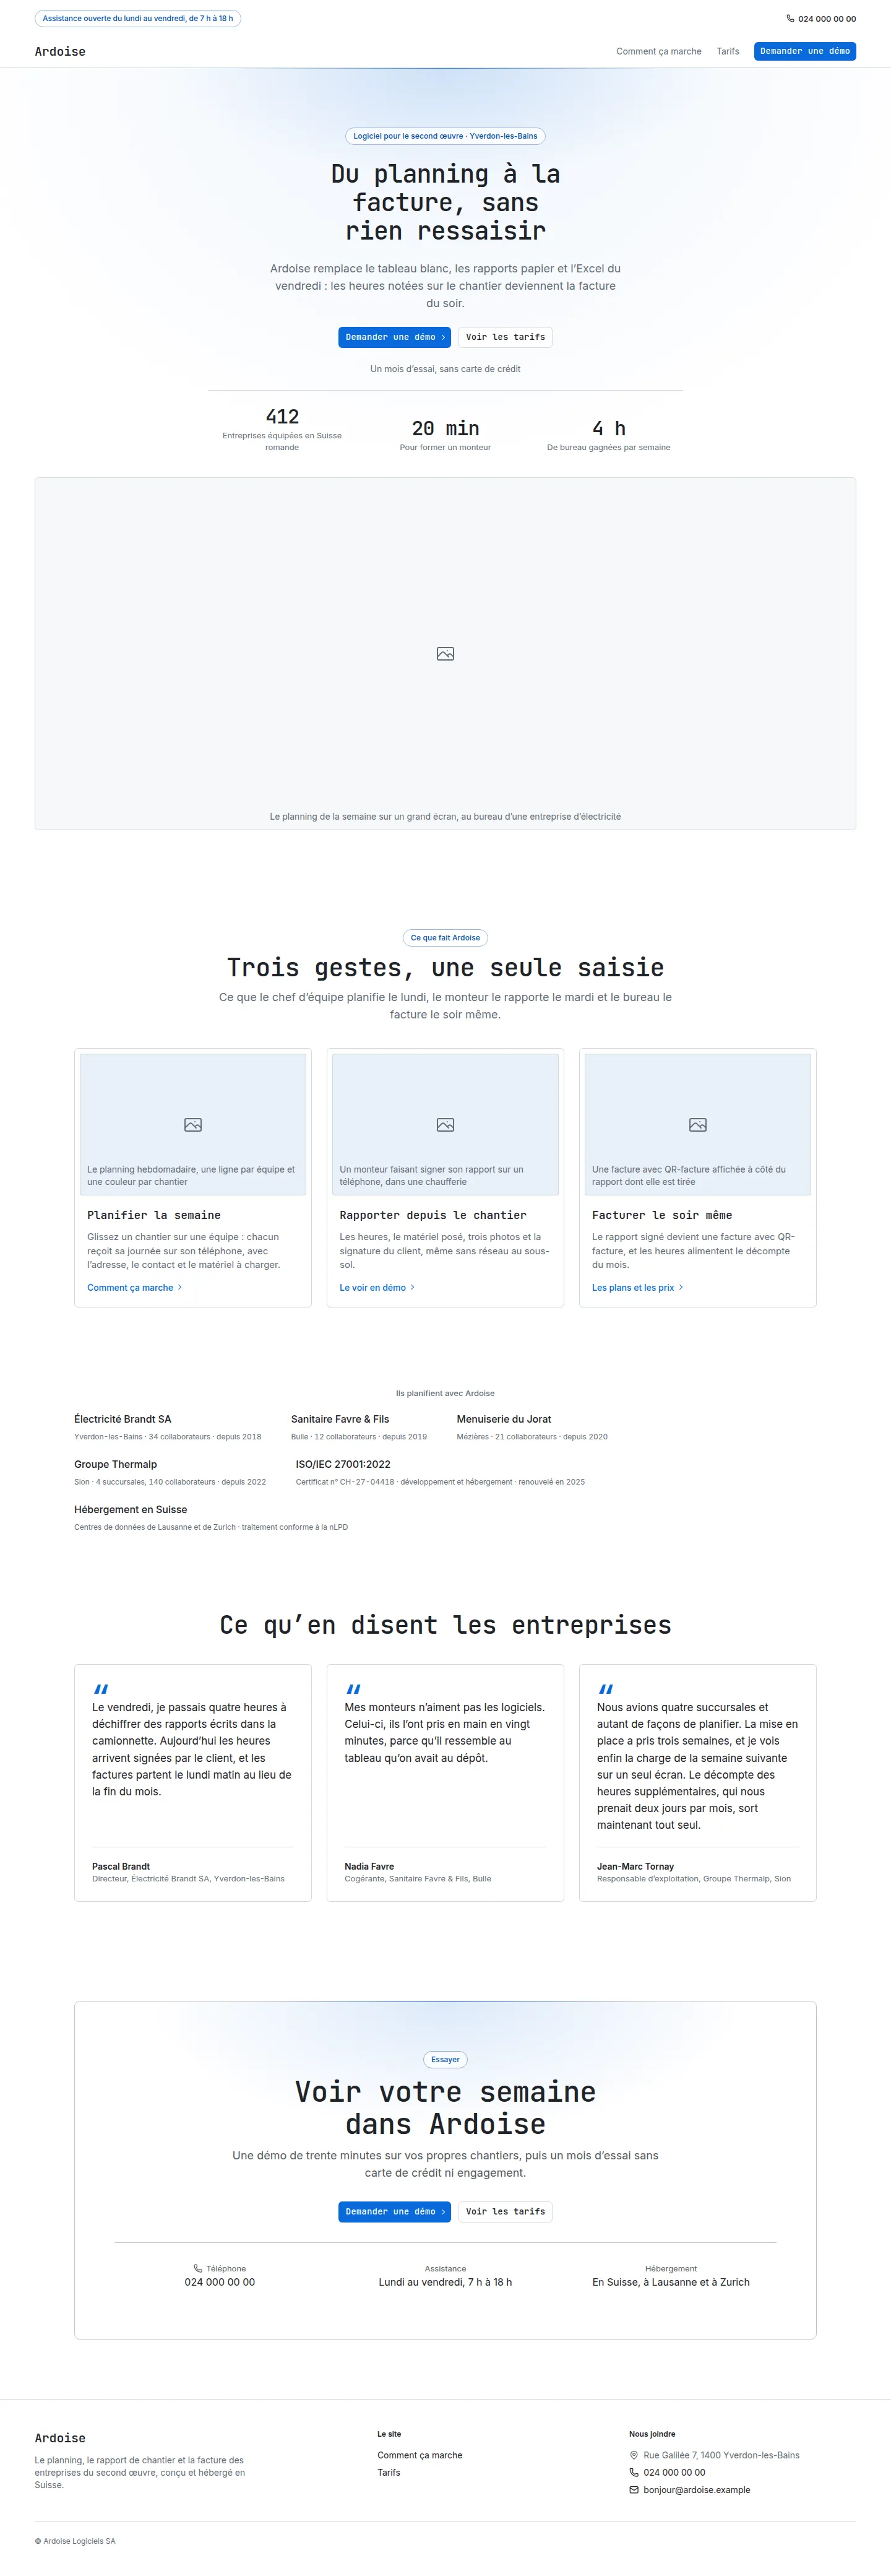 Assistance ouverte du lundi au vendredi, de 7 h à 18 h
024 000 00 00
Ardoise
Comment ça marche
Tarifs
Demander une démo
Logiciel pour le second œuvre · Yverdon-les-Bains
Du planning à la
facture, sans
rien ressaisir
Ardoise remplace le tableau blanc, les rapports papier et l’Excel du
vendredi : les heures notées sur le chantier deviennent la facture
du soir.
Demander une démo
Voir les tarifs
Un mois d’essai, sans carte de crédit
412
Entreprises équipées en Suisse
romande
20 min
Pour former un monteur
4 h
De bureau gagnées par semaine
Le planning de la semaine sur un grand écran, au bureau d’une entreprise d’électricité
Ce que fait Ardoise
Trois gestes, une seule saisie
Ce que le chef d’équipe planifie le lundi, le monteur le rapporte le mardi et le bureau le
facture le soir même.
Le planning hebdomadaire, une ligne par équipe et
une couleur par chantier
Planifier la semaine
Glissez un chantier sur une équipe : chacun
reçoit sa journée sur son téléphone, avec
l’adresse, le contact et le matériel à charger.
Comment ça marche
Un monteur faisant signer son rapport sur un
téléphone, dans une chaufferie
Rapporter depuis le chantier
Les heures, le matériel posé, trois photos et la
signature du client, même sans réseau au sous-
sol.
Le voir en démo
Une facture avec QR-facture affichée à côté du
rapport dont elle est tirée
Facturer le soir même
Le rapport signé devient une facture avec QR-
facture, et les heures alimentent le décompte
du mois.
Les plans et les prix
Ils planifient avec Ardoise
Électricité Brandt SA
Yverdon-les-Bains · 34 collaborateurs · depuis 2018
Sanitaire Favre & Fils
Bulle · 12 collaborateurs · depuis 2019
Menuiserie du Jorat
Mézières · 21 collaborateurs · depuis 2020
Groupe Thermalp
Sion · 4 succursales, 140 collaborateurs · depuis 2022
ISO/IEC 27001:2022
Certificat n° CH-27-04418 · développement et hébergement · renouvelé en 2025
Hébergement en Suisse
Centres de données de Lausanne et de Zurich · traitement conforme à la nLPD
Ce qu’en disent les entreprises
“
Le vendredi, je passais quatre heures à
déchiffrer des rapports écrits dans la
camionnette. Aujourd’hui les heures
arrivent signées par le client, et les
factures partent le lundi matin au lieu de
la fin du mois.
Pascal Brandt
Directeur, Électricité Brandt SA, Yverdon-les-Bains
“
Mes monteurs n’aiment pas les logiciels.
Celui-ci, ils l’ont pris en main en vingt
minutes, parce qu’il ressemble au
tableau qu’on avait au dépôt.
Nadia Favre
Cogérante, Sanitaire Favre & Fils, Bulle
“
Nous avions quatre succursales et
autant de façons de planifier. La mise en
place a pris trois semaines, et je vois
enfin la charge de la semaine suivante
sur un seul écran. Le décompte des
heures supplémentaires, qui nous
prenait deux jours par mois, sort
maintenant tout seul.
Jean-Marc Tornay
Responsable d’exploitation, Groupe Thermalp, Sion
Essayer
Voir votre semaine
dans Ardoise
Une démo de trente minutes sur vos propres chantiers, puis un mois d’essai sans
carte de crédit ni engagement.
Demander une démo
Voir les tarifs
Téléphone
024 000 00 00
Assistance
Lundi au vendredi, 7 h à 18 h
Hébergement
En Suisse, à Lausanne et à Zurich
Ardoise
Le planning, le rapport de chantier et la facture des
entreprises du second œuvre, conçu et hébergé en
Suisse.
Le site
Comment ça marche
Tarifs
Nous joindre
Rue Galilée 7, 1400 Yverdon-les-Bains
024 000 00 00
bonjour@ardoise.example
© Ardoise Logiciels SA